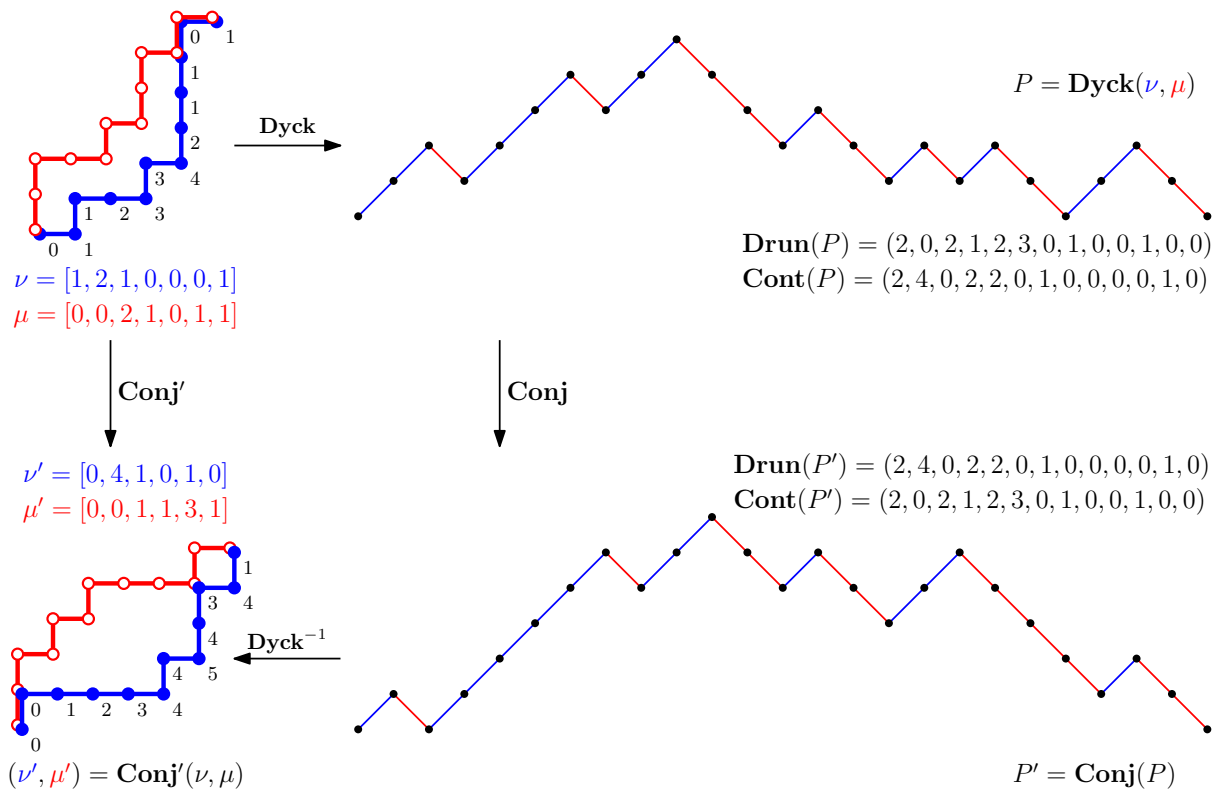 0 1
1
1
2
3 4
1 2 3
0 1
Dyck
P = Dyck(ν, μ)
ν = [1, 2, 1, 0, 0, 0, 1]
μ = [0, 0, 2, 1, 0, 1, 1]
Drun(P) = (2, 0, 2, 1, 2, 3, 0, 1, 0, 0, 1, 0, 0)
Cont(P) = (2, 4, 0, 2, 2, 0, 1, 0, 0, 0, 0, 1, 0)
Conj′
Conj
ν′ = [0, 4, 1, 0, 1, 0]
μ′ = [0, 0, 1, 1, 3, 1]
Drun(P′) = (2, 4, 0, 2, 2, 0, 1, 0, 0, 0, 0, 1, 0)
Cont(P′) = (2, 0, 2, 1, 2, 3, 0, 1, 0, 0, 1, 0, 0)
1
3 4
4
4 5
0 1 2 3 4
0
Dyck⁻¹
(ν′, μ′) = Conj′(ν, μ)
P′ = Conj(P)